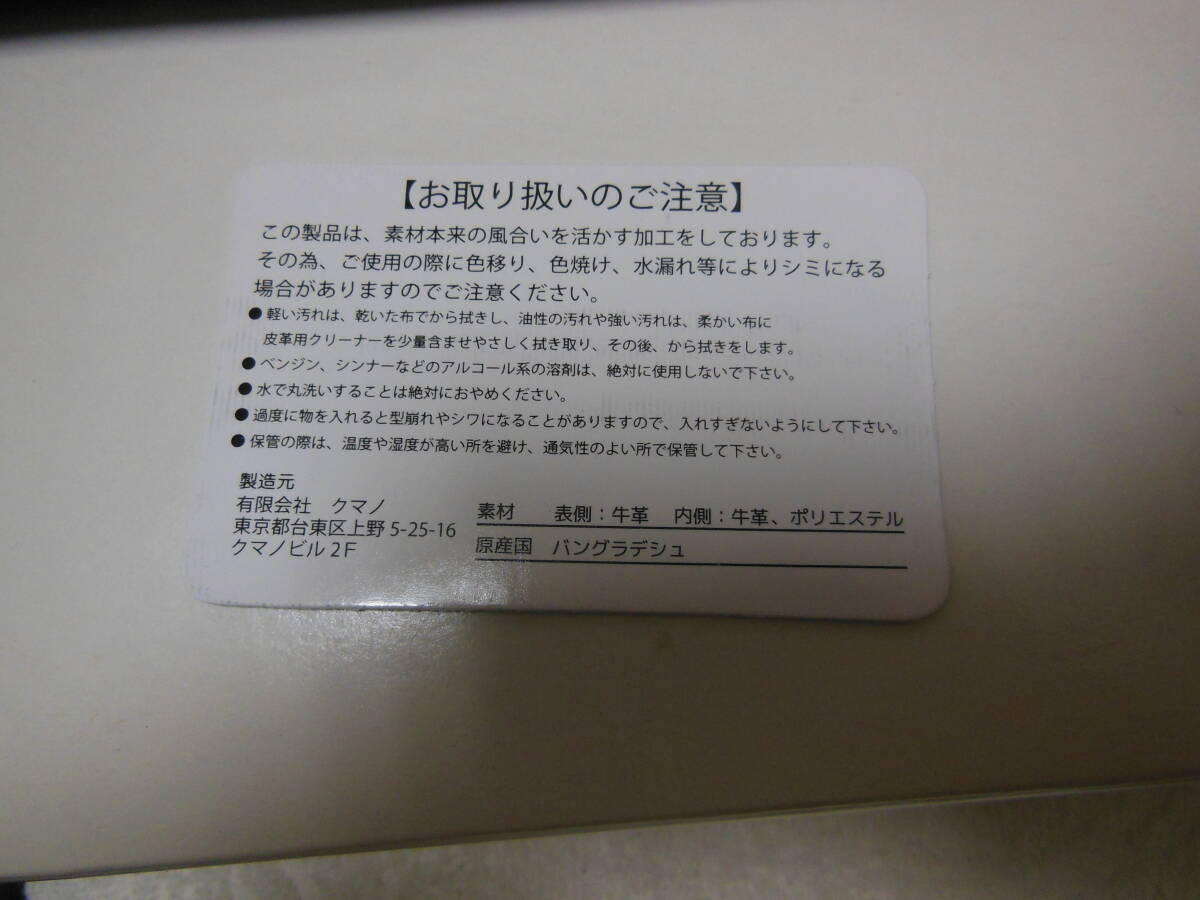 【お取り扱いのご注意】
この製品は、素材本来の風合いを活かす加工をしております。
その為、ご使用の際に色移り、色焼け、水漏れ等によりシミになる
場合がありますのでご注意ください。
●軽い汚れは、乾いた布でから拭きし、油性の汚れや強い汚れは、柔かい布に
皮革用クリーナーを少量含ませやさしく拭き取り、その後、から拭きをします。
●ベンジン、シンナーなどのアルコール系の溶剤は、絶対に使用しないで下さい。
●水で丸洗いすることは絶対におやめください。
●過度に物を入れると型崩れやシワになることがありますので、入れすぎないようにして下さい。
●保管の際は、温度や湿度が高い所を避け、通気性のよい所で保管して下さい。
製造元
有限会社　クマノ
東京都台東区上野 5-25-16
クマノビル 2F
素材　表側：牛革　内側：牛革、ポリエステル
原産国　バングラデシュ